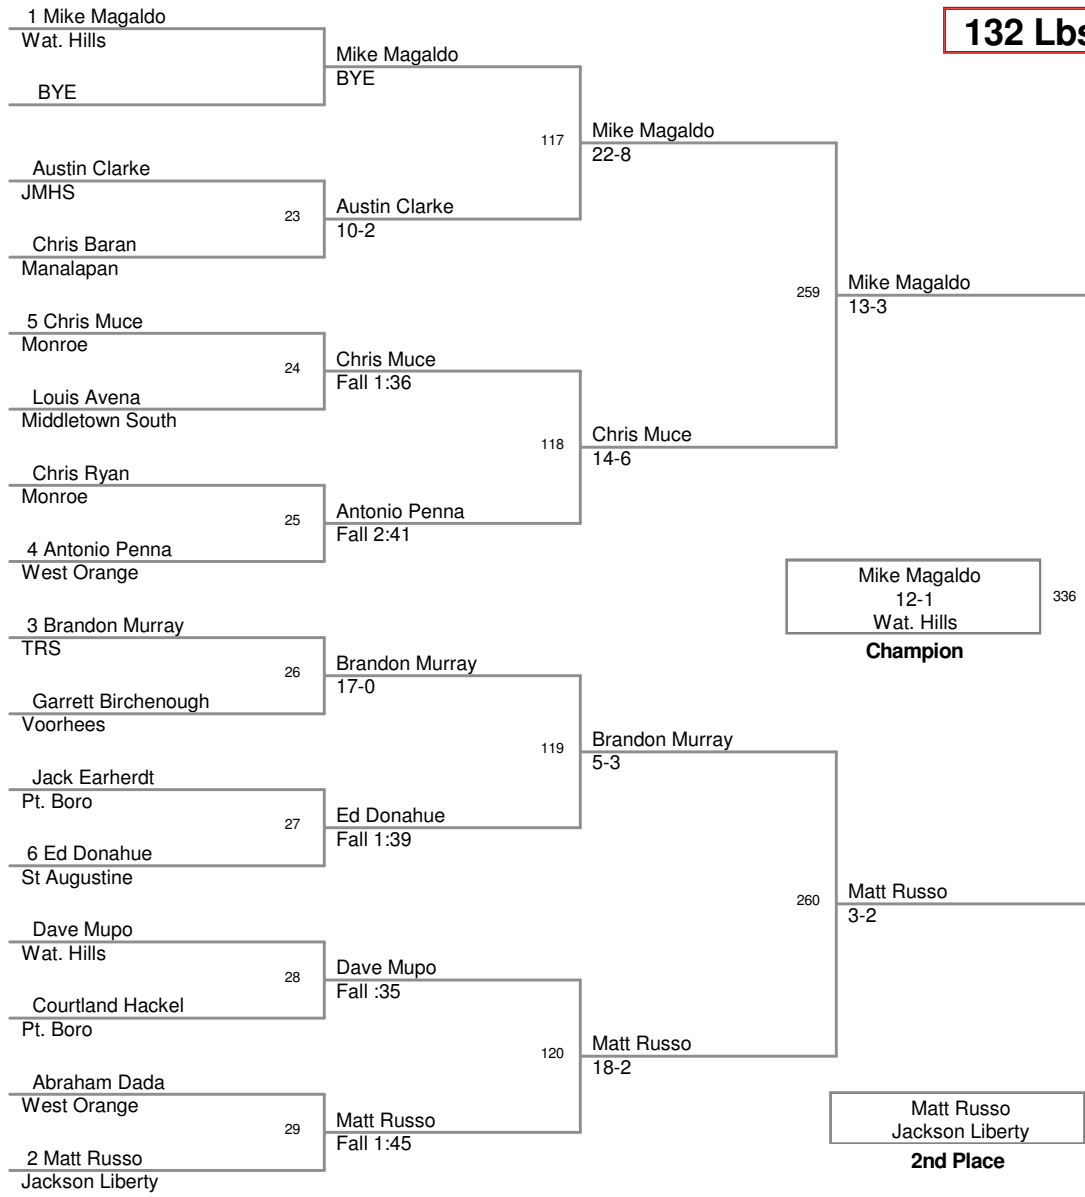 1 Mike Magaldo
Wat. Hills
132 Lbs
Mike Magaldo
BYE
BYE
117
Mike Magaldo
22-8
Austin Clarke
JMHS
23
Austin Clarke
10-2
Chris Baran
Manalapan
259
Mike Magaldo
13-3
5 Chris Muce
Monroe
24
Chris Muce
Fall 1:36
Louis Avena
Middletown South
118
Chris Muce
14-6
Chris Ryan
Monroe
25
Antonio Penna
Fall 2:41
4 Antonio Penna
West Orange
Mike Magaldo
12-1
Wat. Hills
336
Champion
3 Brandon Murray
TRS
26
Brandon Murray
17-0
Garrett Birchenough
Voorhees
119
Brandon Murray
5-3
Jack Earherdt
Pt. Boro
27
Ed Donahue
Fall 1:39
6 Ed Donahue
St Augustine
260
Matt Russo
3-2
Dave Mupo
Wat. Hills
28
Dave Mupo
Fall :35
Courtland Hackel
Pt. Boro
120
Matt Russo
18-2
Abraham Dada
West Orange
29
Matt Russo
Fall 1:45
2 Matt Russo
Jackson Liberty
Matt Russo
Jackson Liberty
2nd Place